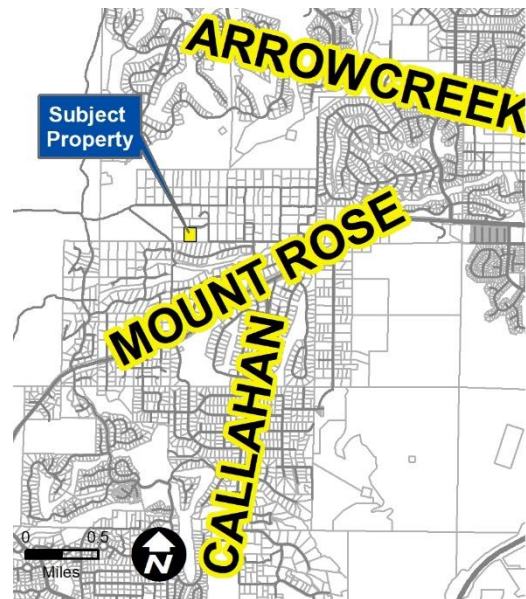 ARROWCREEK
Subject
Property
MOUNT ROSE
CALLAHAN
0 0.5
Miles
N